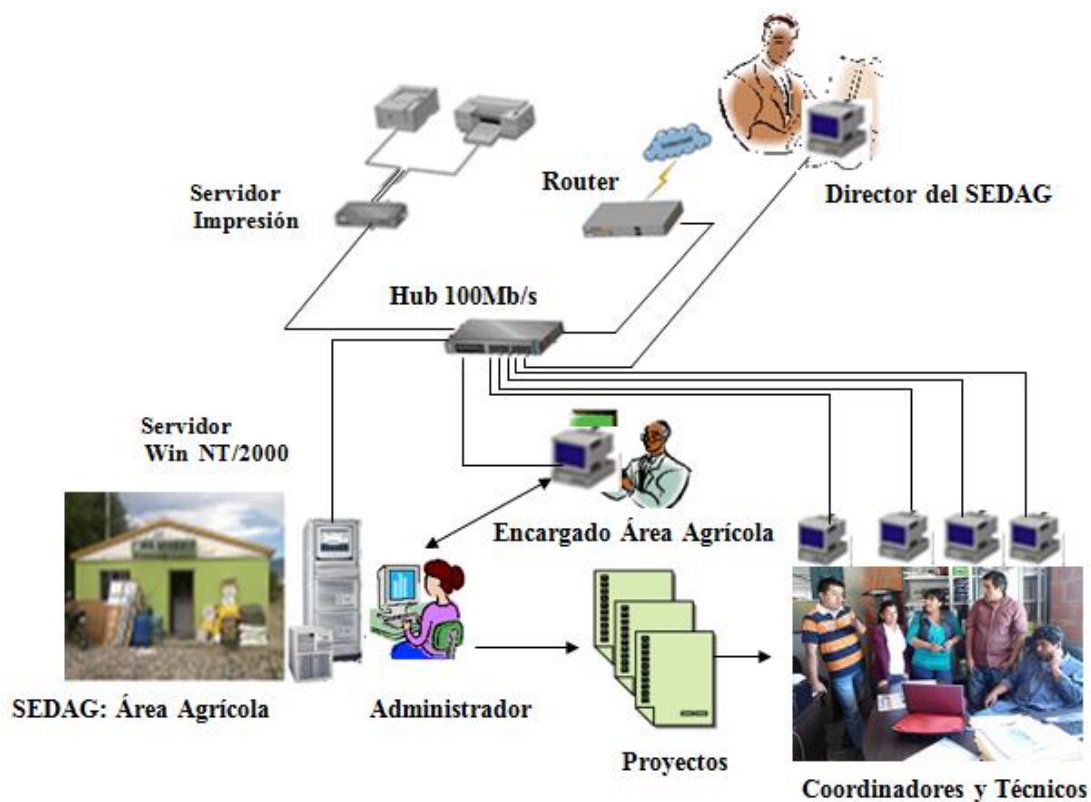 Servidor
Impresión
Router
Director del SEDAG
Hub 100Mb/s
Servidor
Win NT/2000
Encargado Área Agrícola
SEDAG: Área Agrícola
Administrador
Proyectos
Coordinadores y Técnicos